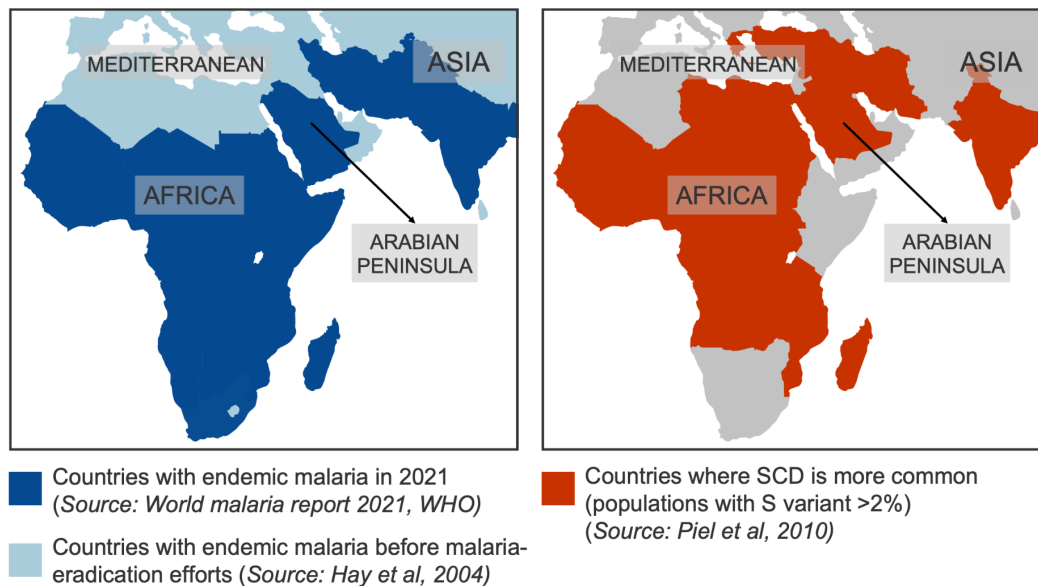 MEDITERRANEAN
ASIA
AFRICA
ARABIAN
PENINSULA
Countries with endemic malaria in 2021
(Source: World malaria report 2021, WHO)
Countries with endemic malaria before malaria-
eradication efforts (Source: Hay et al, 2004)
MEDITERRANEAN
ASIA
AFRICA
ARABIAN
PENINSULA
Countries where SCD is more common
(populations with S variant >2%)
(Source: Piel et al, 2010)